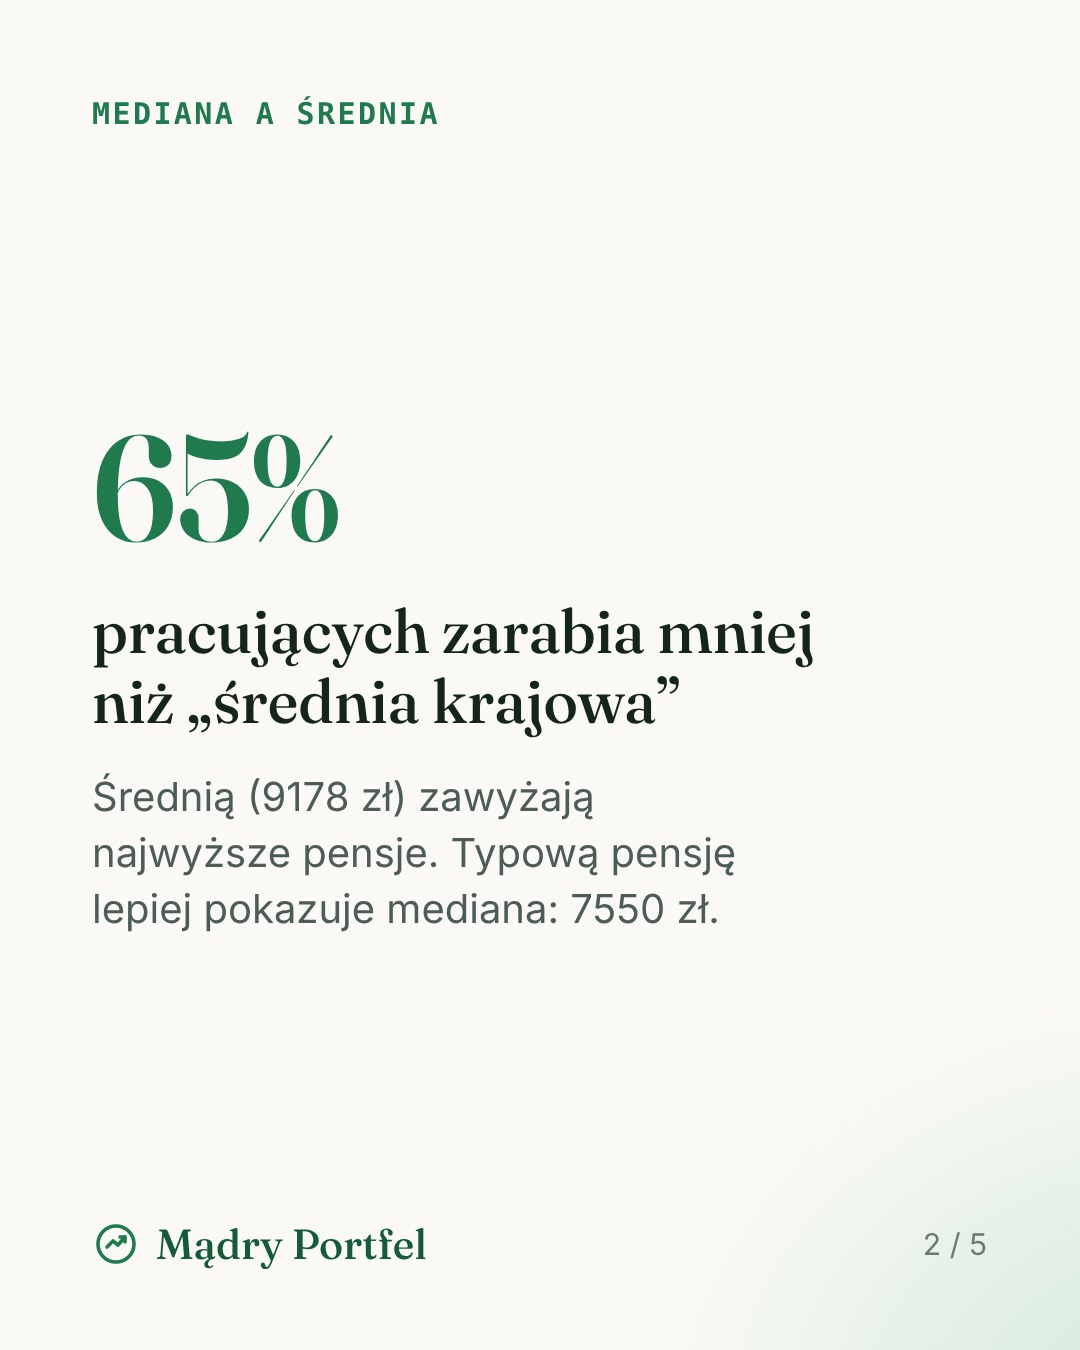 MEDIANA A ŚREDNIA
65%
pracujących zarabia mniej
niż „średnia krajowa”
Średnią (9178 zł) zawyżają
najwyższe pensje. Typową pensję
lepiej pokazuje mediana: 7550 zł.
Mądry Portfel
2 / 5